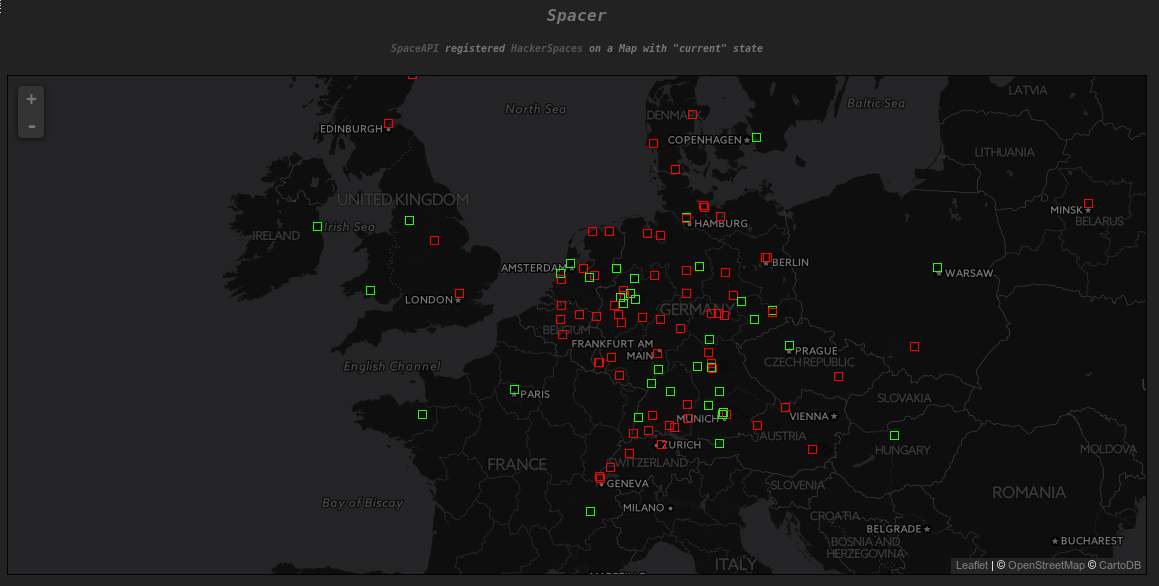 Spacer
SpaceAPI registered HackerSpaces on a Map with "current" state
+
-
North Sea
Baltic Sea
LATVIA
EDINBURGH
DENMARK
COPENHAGEN
LITHUANIA
UNITED KINGDOM
MINSK
BELARUS
IRELAND
Irish Sea
HAMBURG
AMSTERDAM
BERLIN
WARSAW
LONDON
GERMANY
BELGIUM
FRANKFURT AM
MAIN
PRAGUE
CZECH REPUBLIC
English Channel
PARIS
SLOVAKIA
MUNICH
VIENNA
AUSTRIA
ZURICH
HUNGARY
MOLDOVA
FRANCE
SWITZERLAND
GENEVA
SLOVENIA
ROMANIA
Bay of Biscay
MILANO
CROATIA
BELGRADE
BOSNIA AND
HERZEGOVINA
BUCHAREST
ITALY
Leaflet | © OpenStreetMap © CartoDB